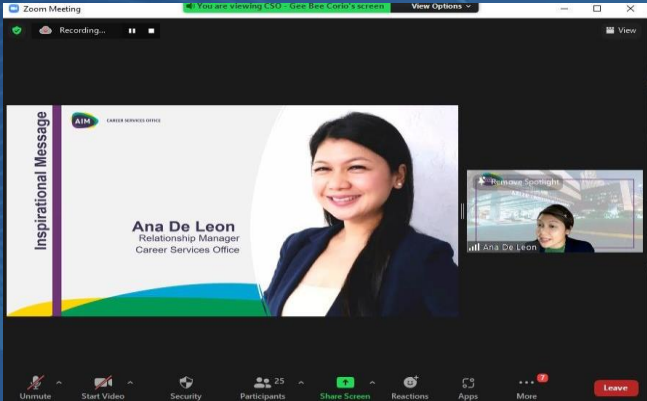 Zoom Meeting
You are viewing CSO - Gee Bee Corio's screen
View Options
Recording...
View
Inspirational Message
AIM
CAREER SERVICES OFFICE
Ana De Leon
Relationship Manager
Career Services Office
Remove Spotlight
Ana De Leon
Unmute
Start Video
Security
25
Participants
Share Screen
Reactions
Apps
7
More
Leave